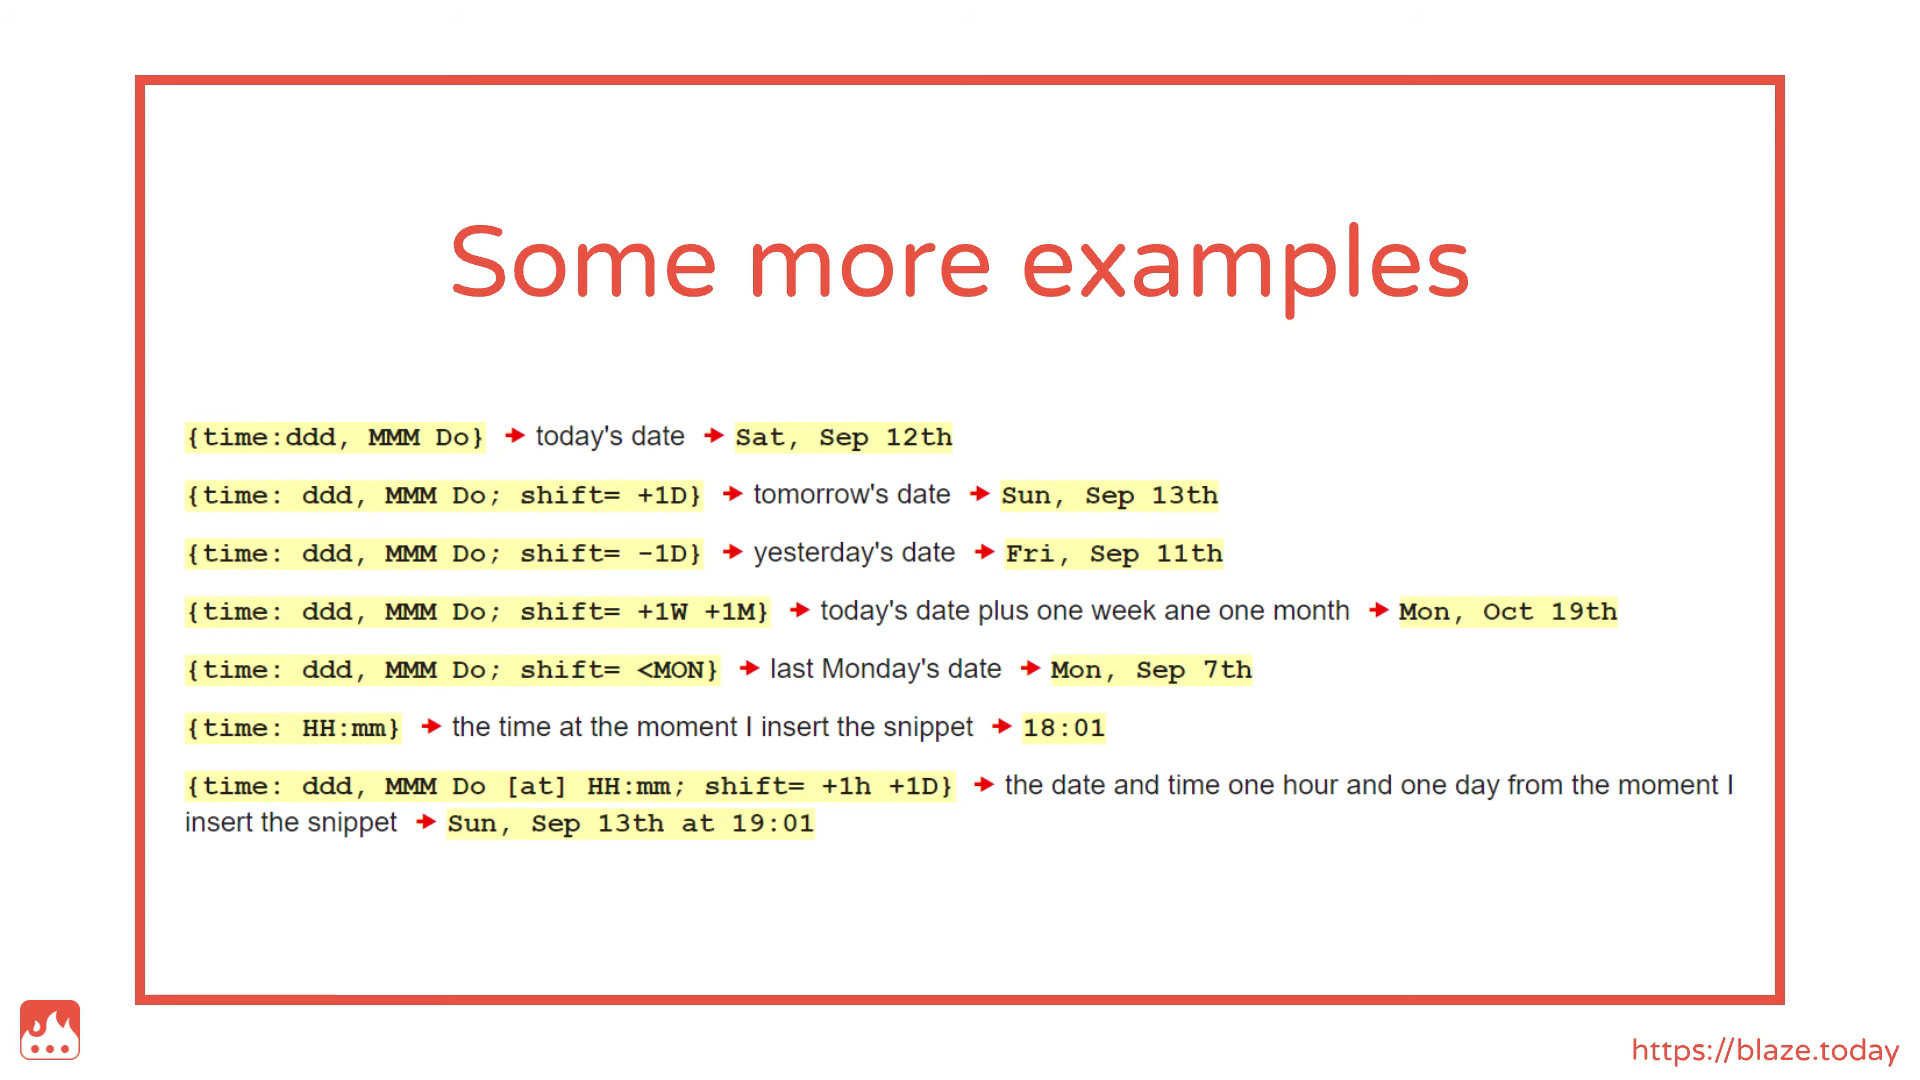 Some more examples
{time:ddd, MMM Do} ➜ today's date ➜ Sat, Sep 12th
{time: ddd, MMM Do; shift= +1D} ➜ tomorrow's date ➜ Sun, Sep 13th
{time: ddd, MMM Do; shift= -1D} ➜ yesterday's date ➜ Fri, Sep 11th
{time: ddd, MMM Do; shift= +1W +1M} ➜ today's date plus one week ane one month ➜ Mon, Oct 19th
{time: ddd, MMM Do; shift= <MON} ➜ last Monday's date ➜ Mon, Sep 7th
{time: HH:mm} ➜ the time at the moment I insert the snippet ➜ 18:01
{time: ddd, MMM Do [at] HH:mm; shift= +1h +1D} ➜ the date and time one hour and one day from the moment I
insert the snippet ➜ Sun, Sep 13th at 19:01
https://blaze.today